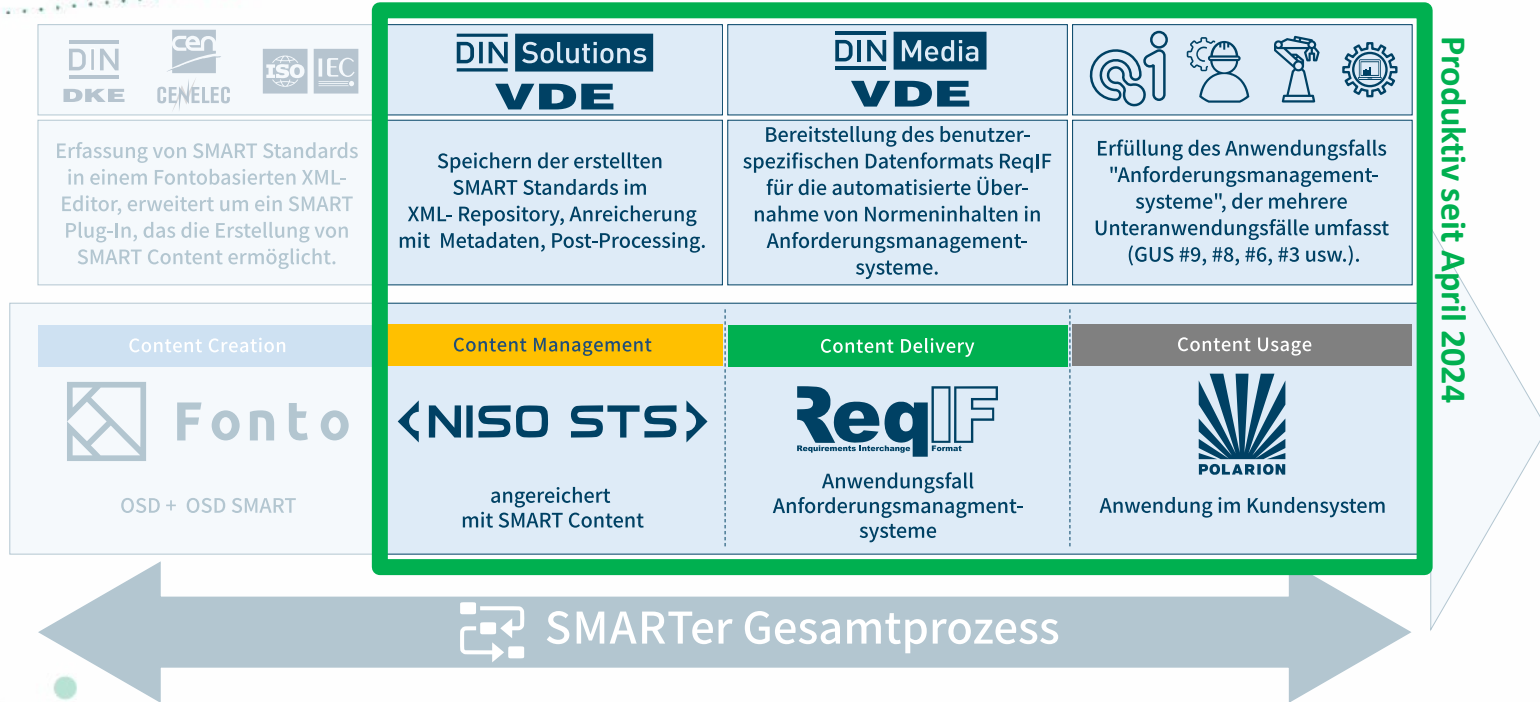 DIN
DKE
cen
CENELEC
ISO
IEC
Erfassung von SMART Standards
in einem Fontobasierten XML-
Editor, erweitert um ein SMART
Plug-In, das die Erstellung von
SMART Content ermöglicht.
DIN Solutions
VDE
Speichern der erstellten
SMART Standards im
XML- Repository, Anreicherung
mit Metadaten, Post-Processing.
DIN Media
VDE
Bereitstellung des benutzer-
spezifischen Datenformats ReqIF
für die automatisierte Über-
nahme von Normeninhalten in
Anforderungsmanagement-
systeme.
Erfüllung des Anwendungsfalls
"Anforderungsmanagement-
systeme", der mehrere
Unteranwendungsfälle umfasst
(GUS #9, #8, #6, #3 usw.).
Produktiv seit April 2024
Content Creation
Fonto
OSD + OSD SMART
Content Management
<NISO STS>
angereichert
mit SMART Content
Content Delivery
ReqIF
Requirements Interchange Format
Anwendungsfall
Anforderungsmanagment-
systeme
Content Usage
POLARION
Anwendung im Kundensystem
SMARTer Gesamtprozess